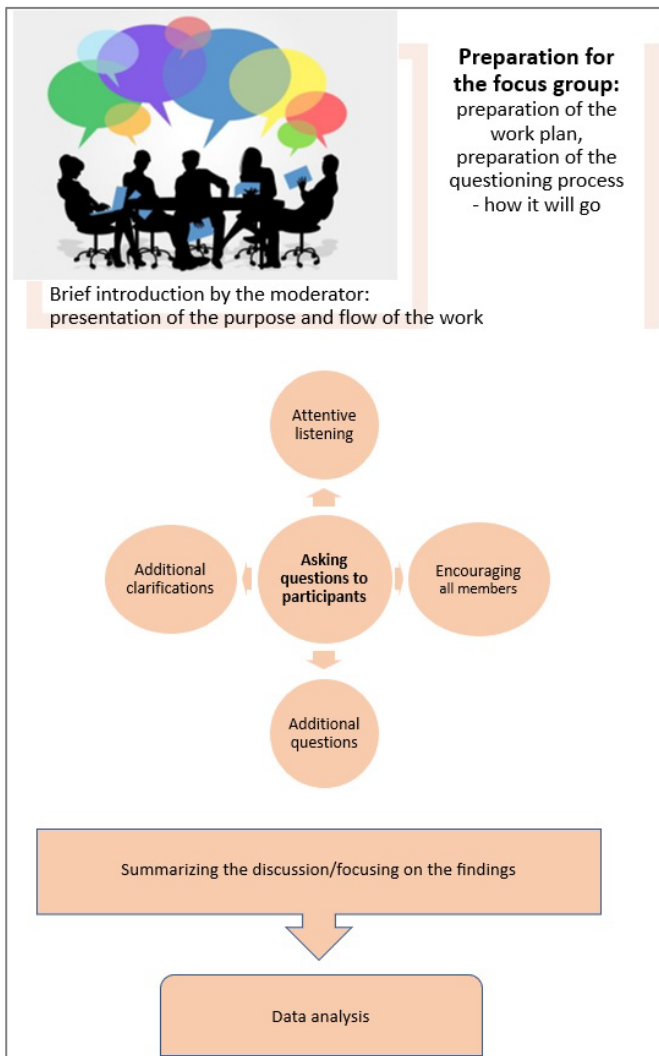 Preparation for
the focus group:
preparation of the
work plan,
preparation of the
questioning process
- how it will go
Brief introduction by the moderator:
presentation of the purpose and flow of the work
Attentive
listening
Additional
clarifications
Asking
questions to
participants
Encouraging
all members
Additional
questions
Summarizing the discussion/focusing on the findings
Data analysis